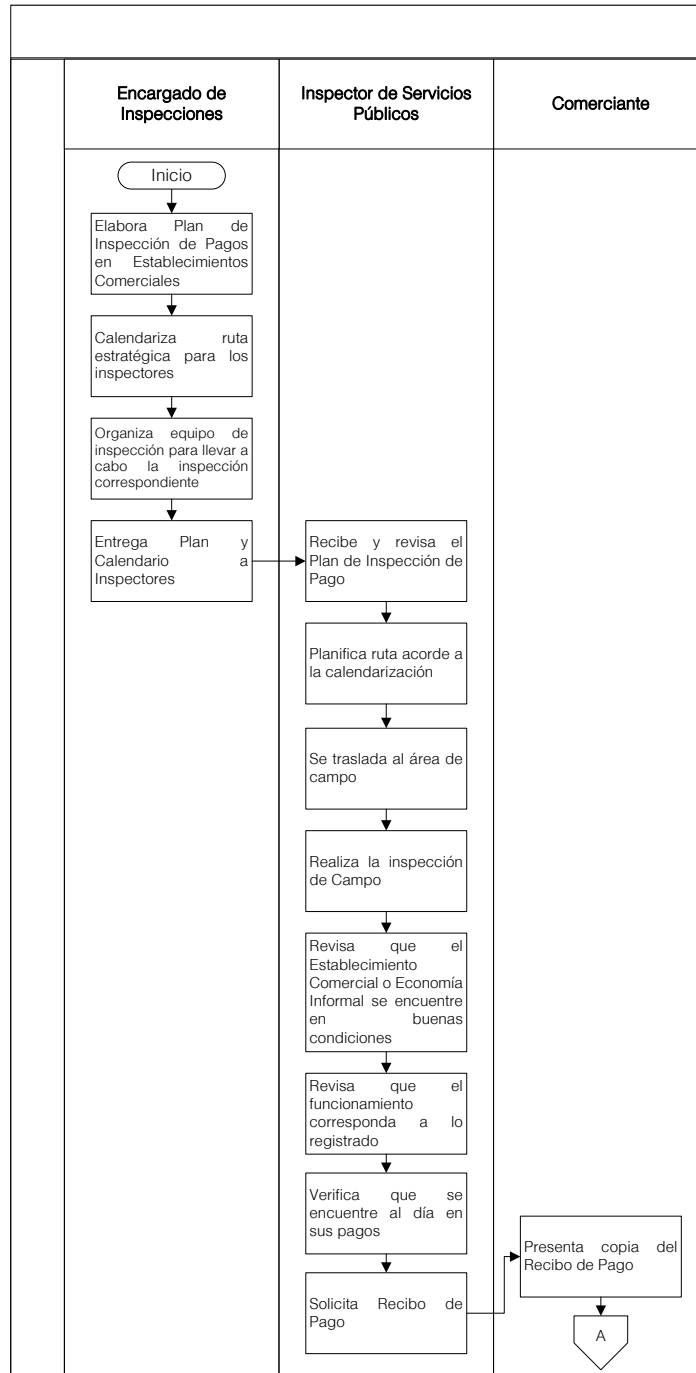 Encargado de
Inspecciones
Inspector de Servicios
Públicos
Comerciante
Inicio
Elabora Plan de
Inspección de Pagos
en Establecimientos
Comerciales
Calendariza ruta
estratégica para los
inspectores
Organiza equipo de
inspección para llevar a
cabo la inspección
correspondiente
Entrega Plan y
Calendario a
Inspectores
Recibe y revisa el
Plan de Inspección de
Pago
Planifica ruta acorde a
la calendarización
Se traslada al área de
campo
Realiza la inspección
de Campo
Revisa que el
Establecimiento
Comercial o Economía
Informal se encuentre
en buenas
condiciones
Revisa que el
funcionamiento
corresponda a lo
registrado
Verifica que se
encuentre al día en
sus pagos
Solicita Recibo de
Pago
Presenta copia del
Recibo de Pago
A